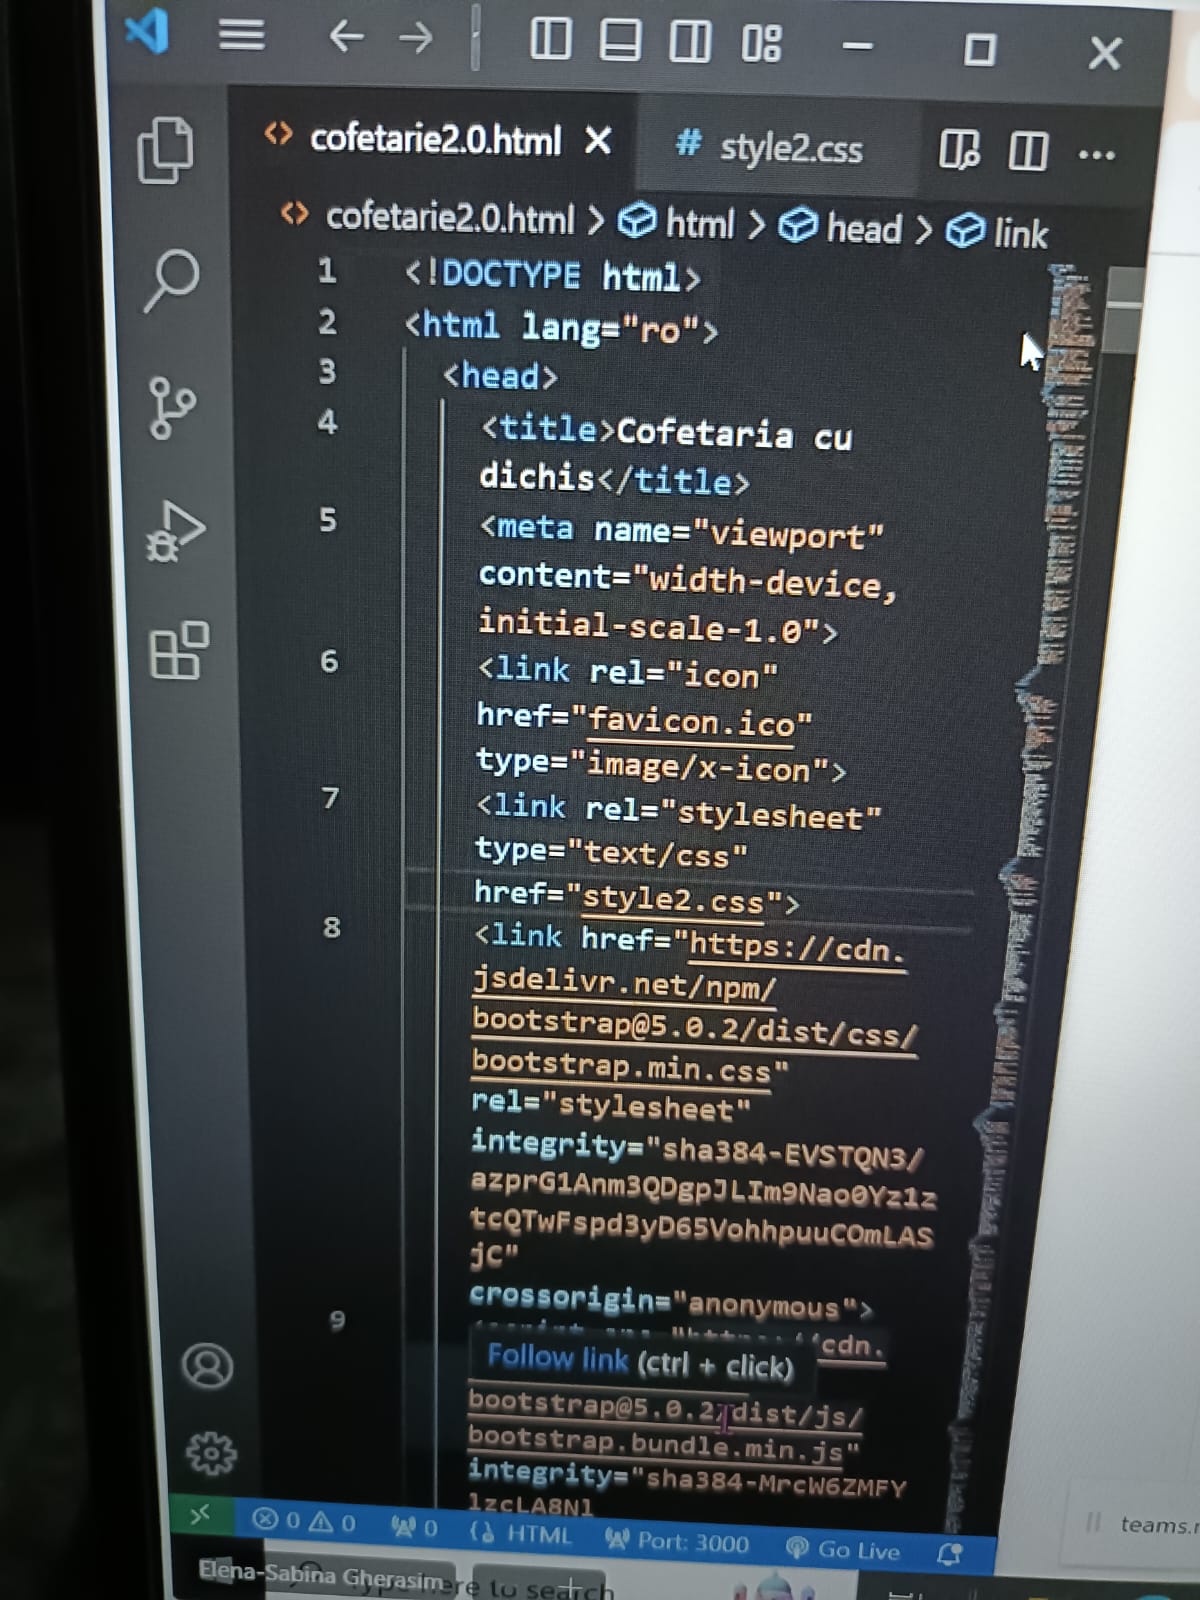 cofetarie2.0.html
style2.css
cofetarie2.0.html > html > head > link
1 <!DOCTYPE html>
2 <html lang="ro">
3 <head>
4 <title>Cofetaria cu
dichis</title>
5 <meta name="viewport"
content="width-device,
initial-scale-1.0">
6 <link rel="icon"
href="favicon.ico"
type="image/x-icon">
7 <link rel="stylesheet"
type="text/css"
href="style2.css">
8 <link href="https://cdn.
jsdelivr.net/npm/
bootstrap@5.0.2/dist/css/
bootstrap.min.css"
rel="stylesheet"
integrity="sha384-EVSTQN3/
azprG1Anm3QDgpJLIm9Nao0Yz1z
tcQTwFspd3yD65VohhpuuCOmLAS
jC"
crossorigin="anonymous">
9 cdn.
Follow link (ctrl + click)
bootstrap@5.0.2/dist/js/
bootstrap.bundle.min.js"
integrity="sha384-MrcW6ZMFY
lzcLA8Nl
0 0 0 HTML Port: 3000 Go Live
teams.
Elena-Sabina Gherasim
here to search